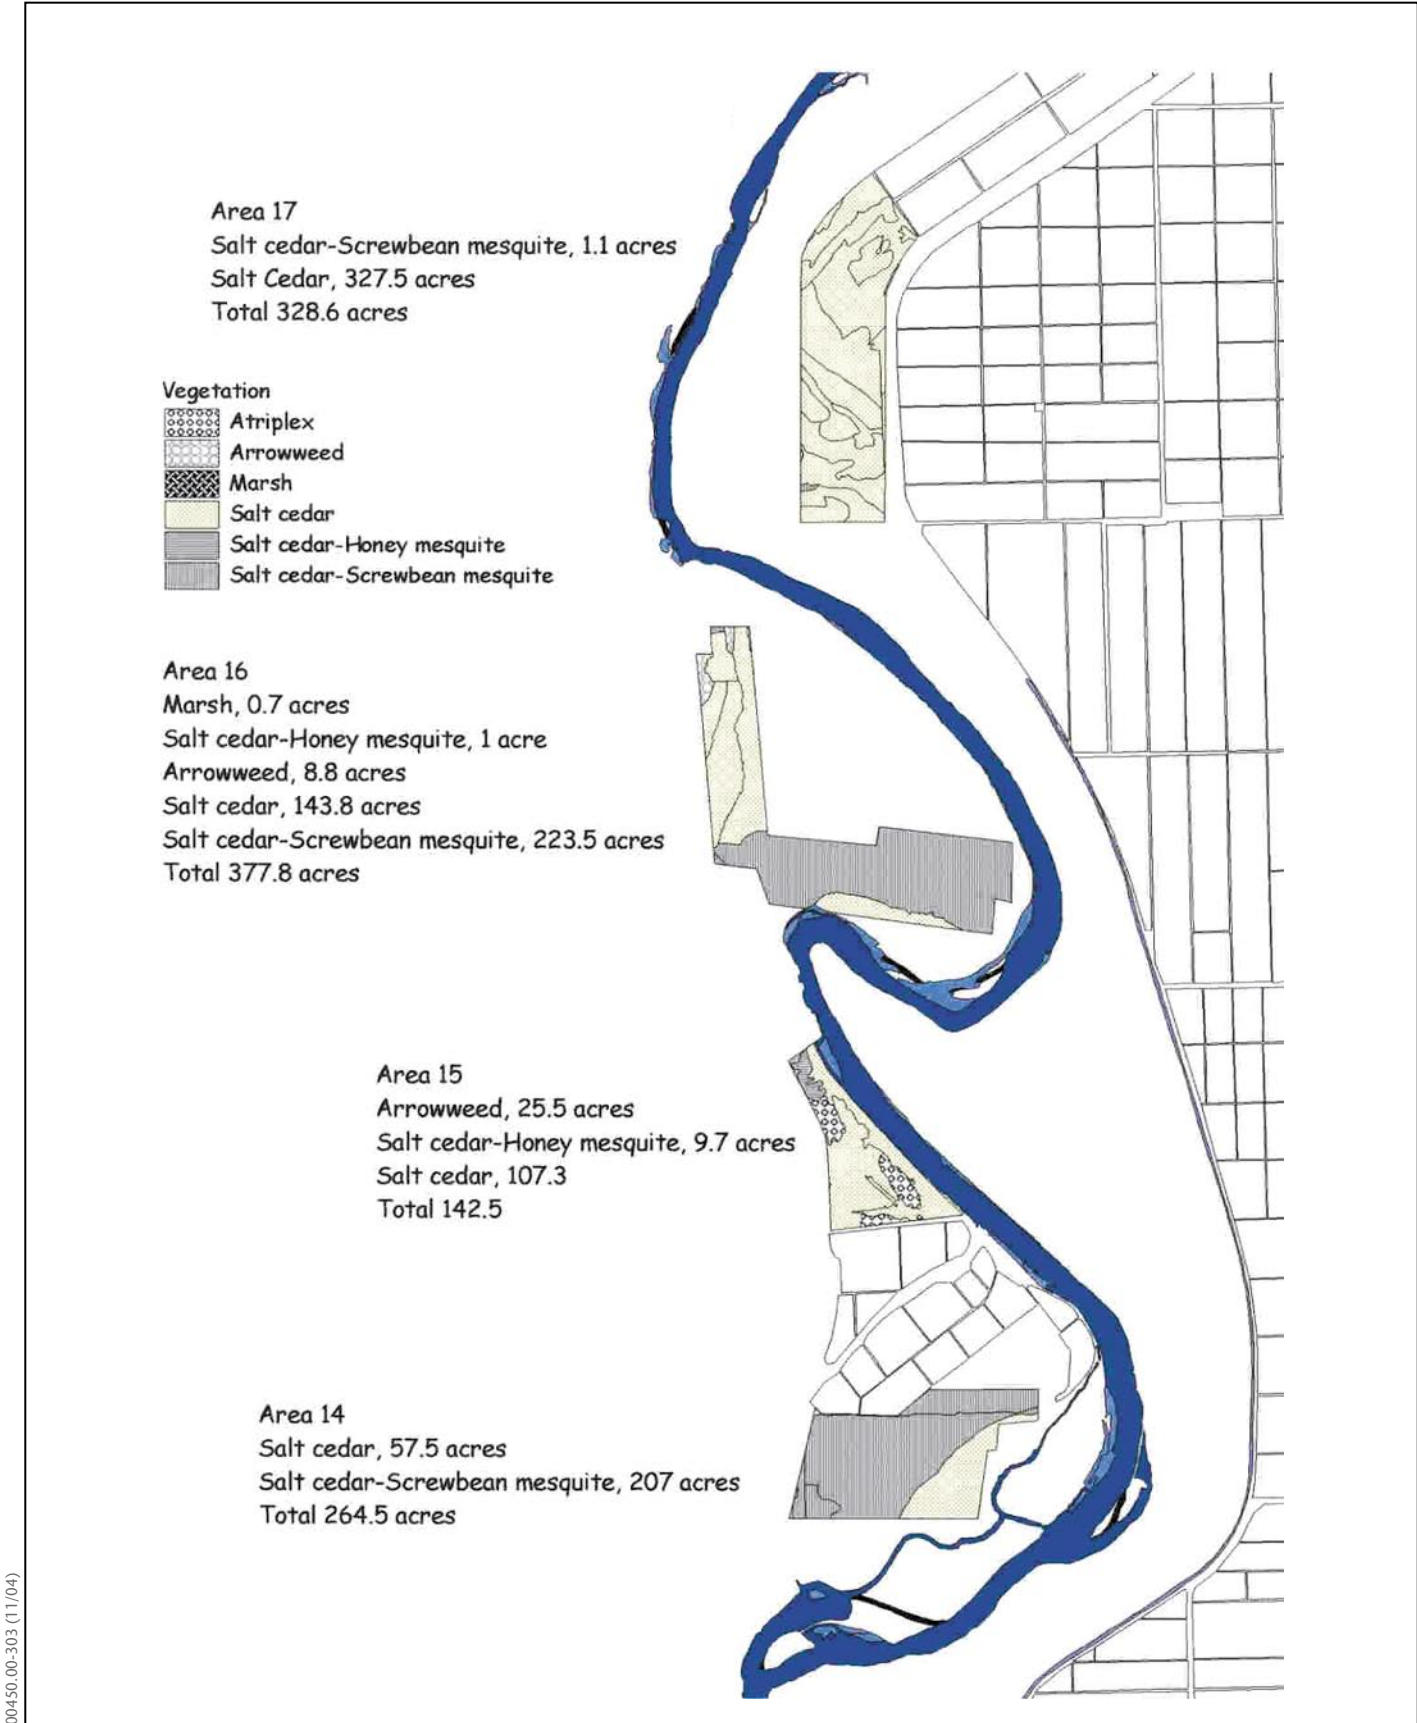 Area 17
Salt cedar-Screwbean mesquite, 1.1 acres
Salt Cedar, 327.5 acres
Total 328.6 acres
Vegetation
Atriplex
Arrowweed
Marsh
Salt cedar
Salt cedar-Honey mesquite
Salt cedar-Screwbean mesquite
Area 16
Marsh, 0.7 acres
Salt cedar-Honey mesquite, 1 acre
Arrowweed, 8.8 acres
Salt cedar, 143.8 acres
Salt cedar-Screwbean mesquite, 223.5 acres
Total 377.8 acres
Area 15
Arrowweed, 25.5 acres
Salt cedar-Honey mesquite, 9.7 acres
Salt cedar, 107.3
Total 142.5
Area 14
Salt cedar, 57.5 acres
Salt cedar-Screwbean mesquite, 207 acres
Total 264.5 acres
00450.00-303 (11/04)